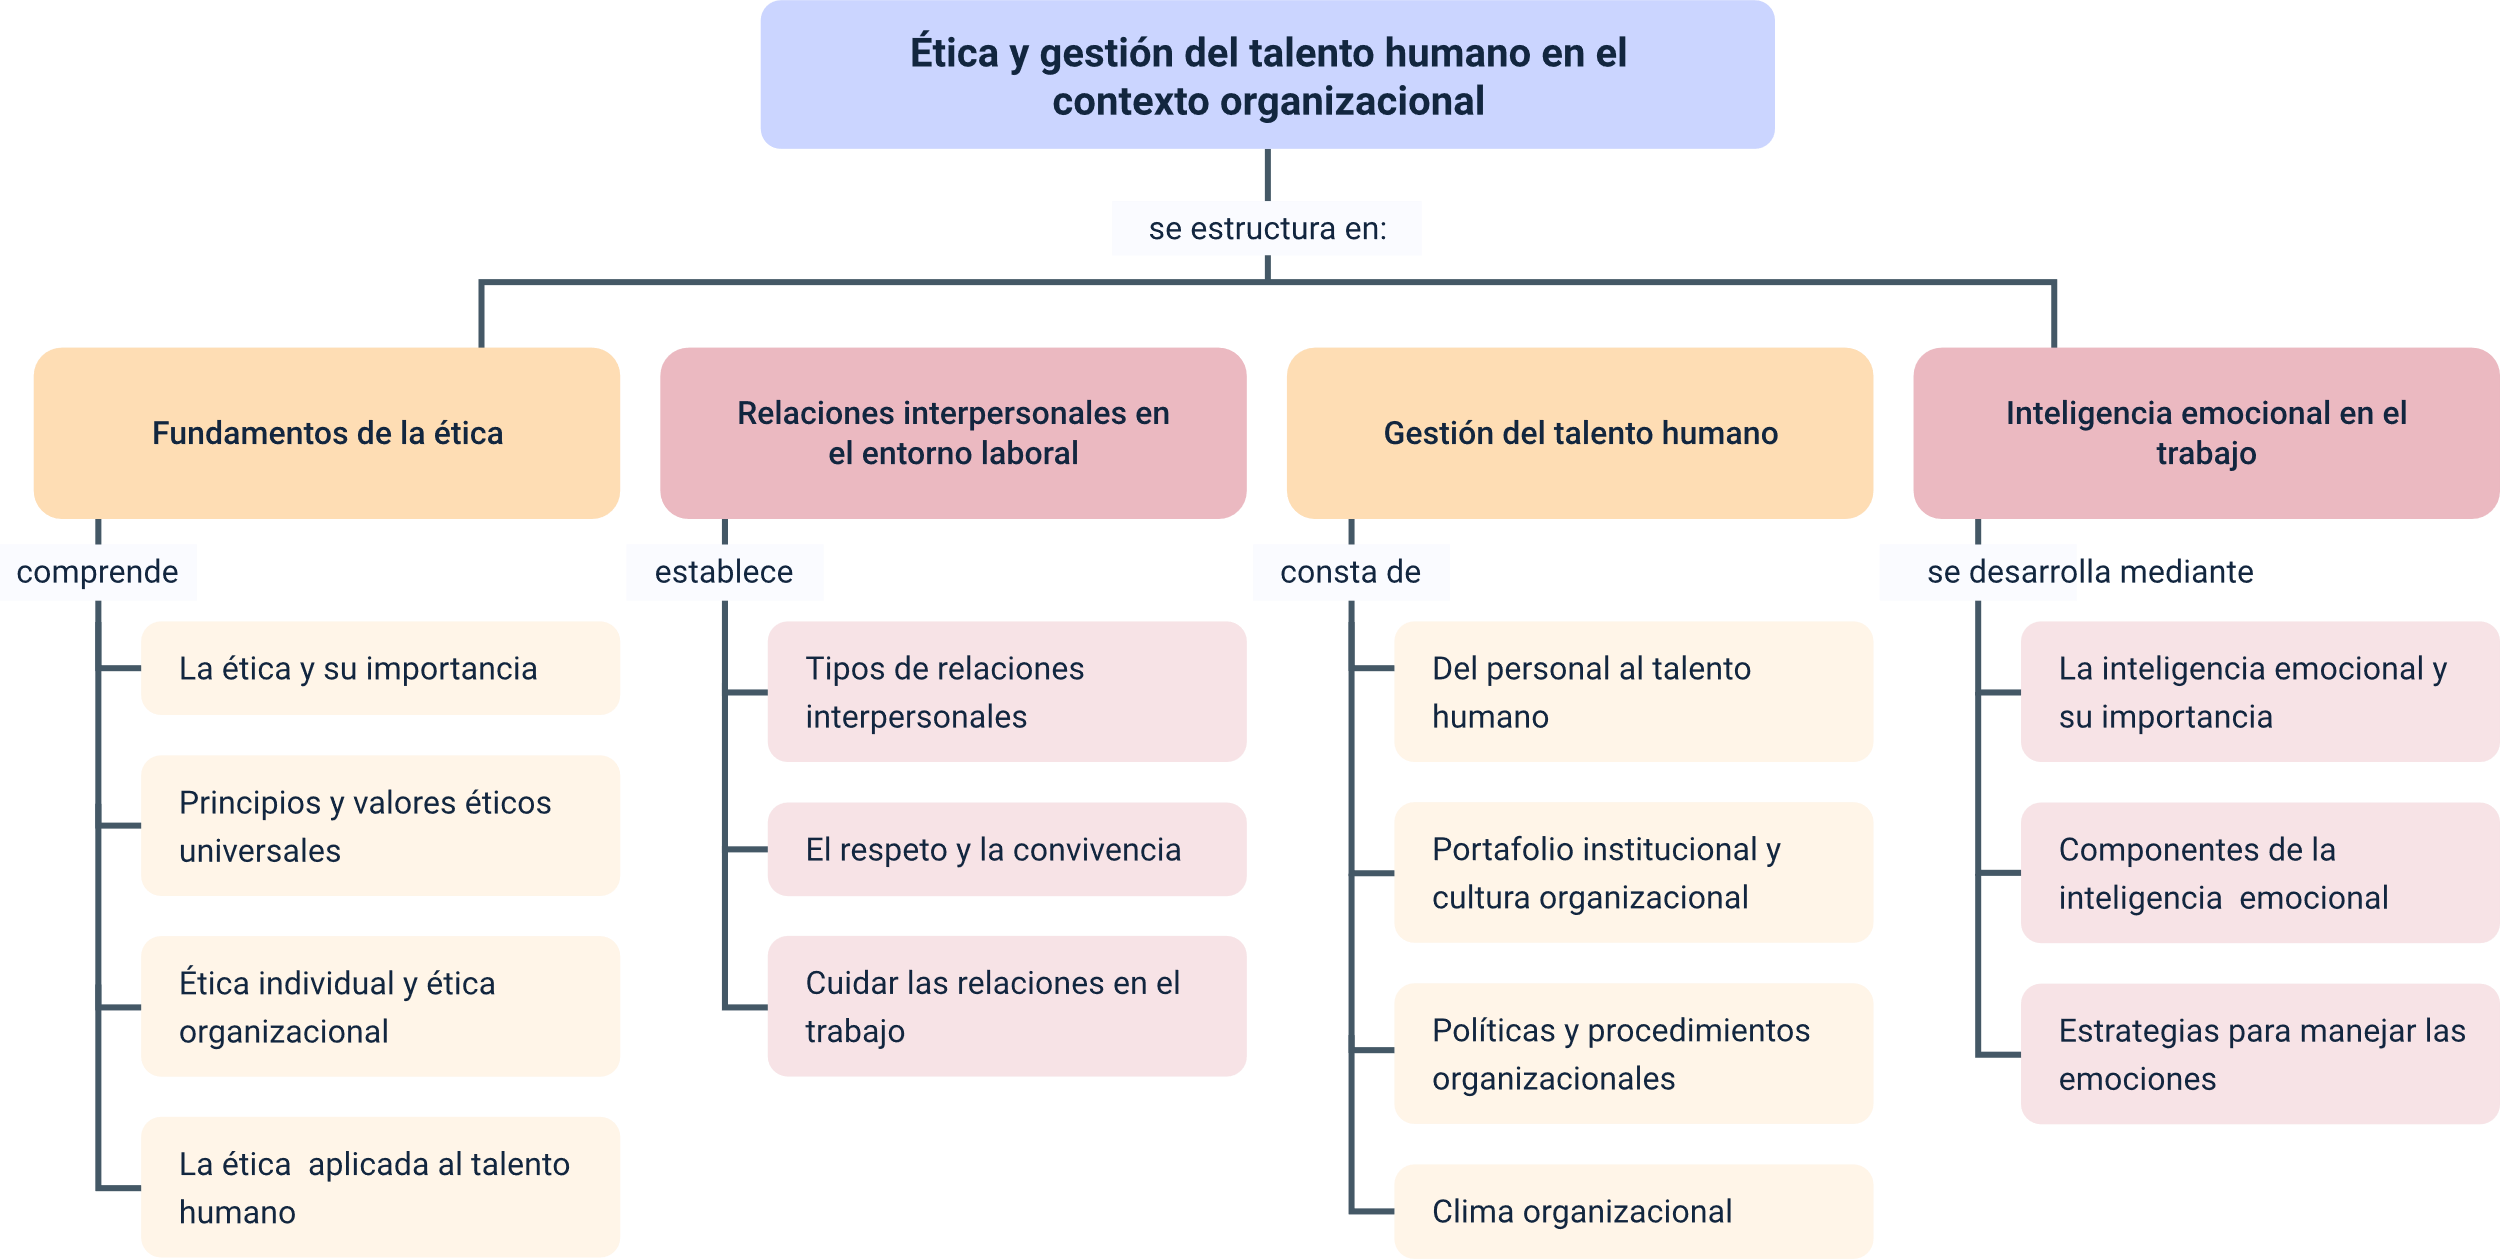 Ética y gestión del talento humano en el
contexto organizacional
se estructura en:
Fundamentos de la ética
comprende
La ética y su importancia
Principios y valores éticos
universales
Ética individual y ética
organizacional
La ética  aplicada al talento
humano
Relaciones interpersonales en
el entorno laboral
establece
Tipos de relaciones
interpersonales
El respeto y la convivencia
Cuidar las relaciones en el
trabajo
Gestión del talento humano
consta de
Del personal al talento
humano
Portafolio institucional y
cultura organizacional
Políticas y procedimientos
organizacionales
Clima organizacional
Inteligencia emocional en el
trabajo
se desarrolla mediante
La inteligencia emocional y
su importancia
Componentes de la
inteligencia  emocional
Estrategias para manejar las
emociones